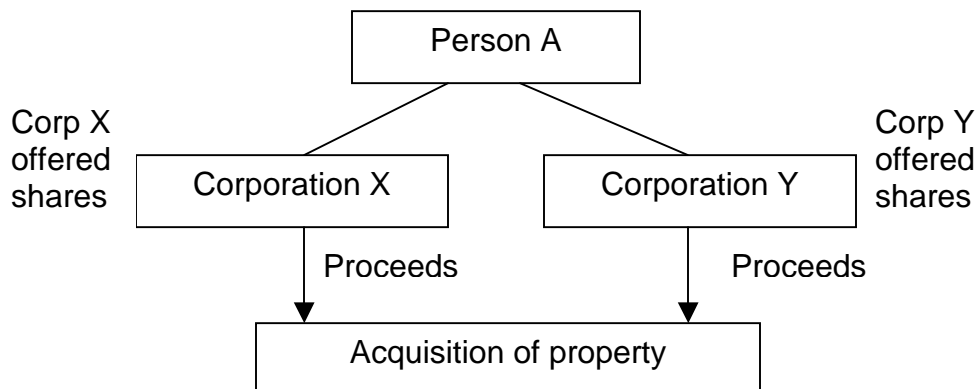 Person A
Corp X
offered
shares
Corp Y
offered
shares
Corporation X
Corporation Y
Proceeds
Proceeds
Acquisition of property